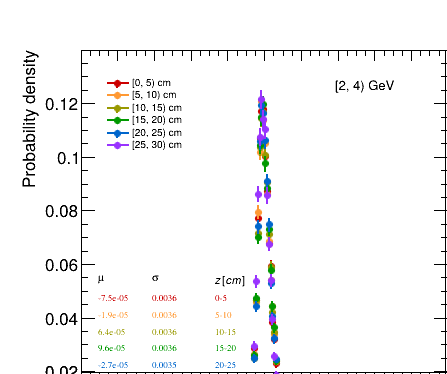 Probability density
[2, 4) GeV
[0, 5) cm
[5, 10) cm
[10, 15) cm
[15, 20) cm
[20, 25) cm
[25, 30) cm
0.12
0.1
0.08
0.06
0.04
0.02
μ σ z [cm]
-7.5e-05 0.0036 0-5
-1.9e-05 0.0036 5-10
6.4e-05 0.0036 10-15
9.6e-05 0.0036 15-20
-2.7e-05 0.0035 20-25